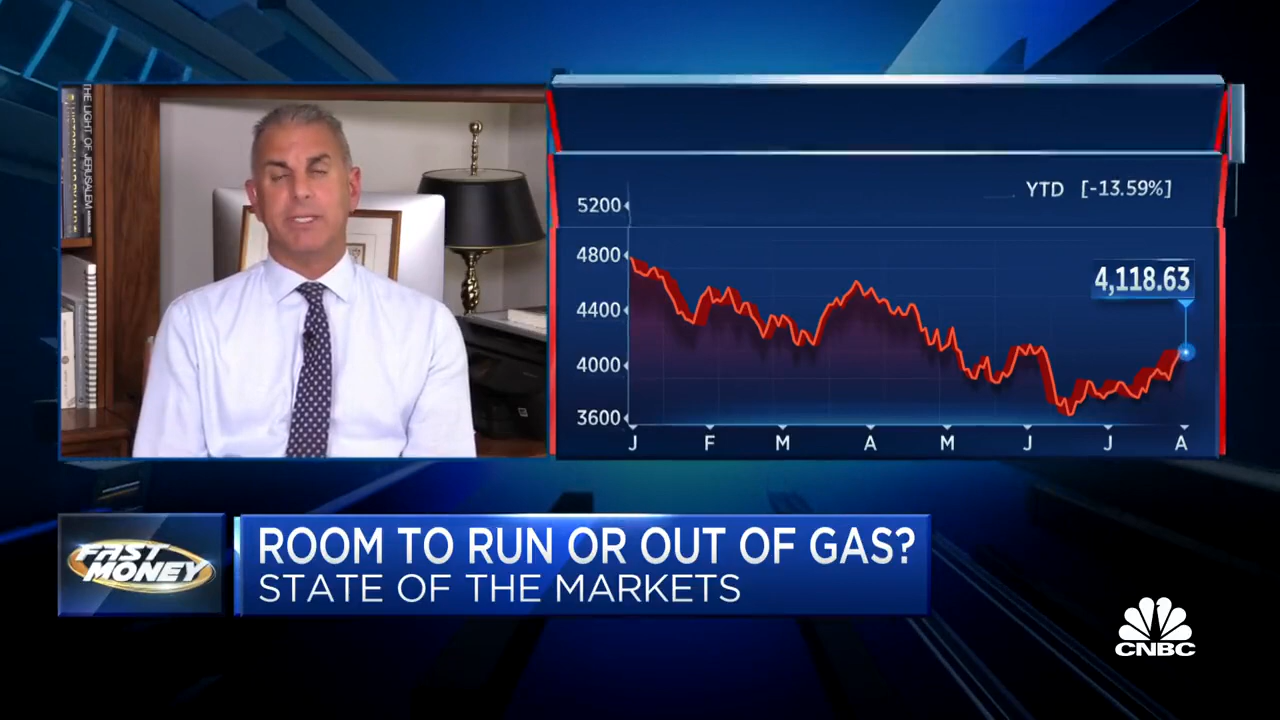 THE LIGHT OF JERUSALEM
YTD [-13.59%]
5200
4800
4400
4000
3600
4,118.63
J F M A M J J A
FAST
MONEY
ROOM TO RUN OR OUT OF GAS?
STATE OF THE MARKETS
CNBC